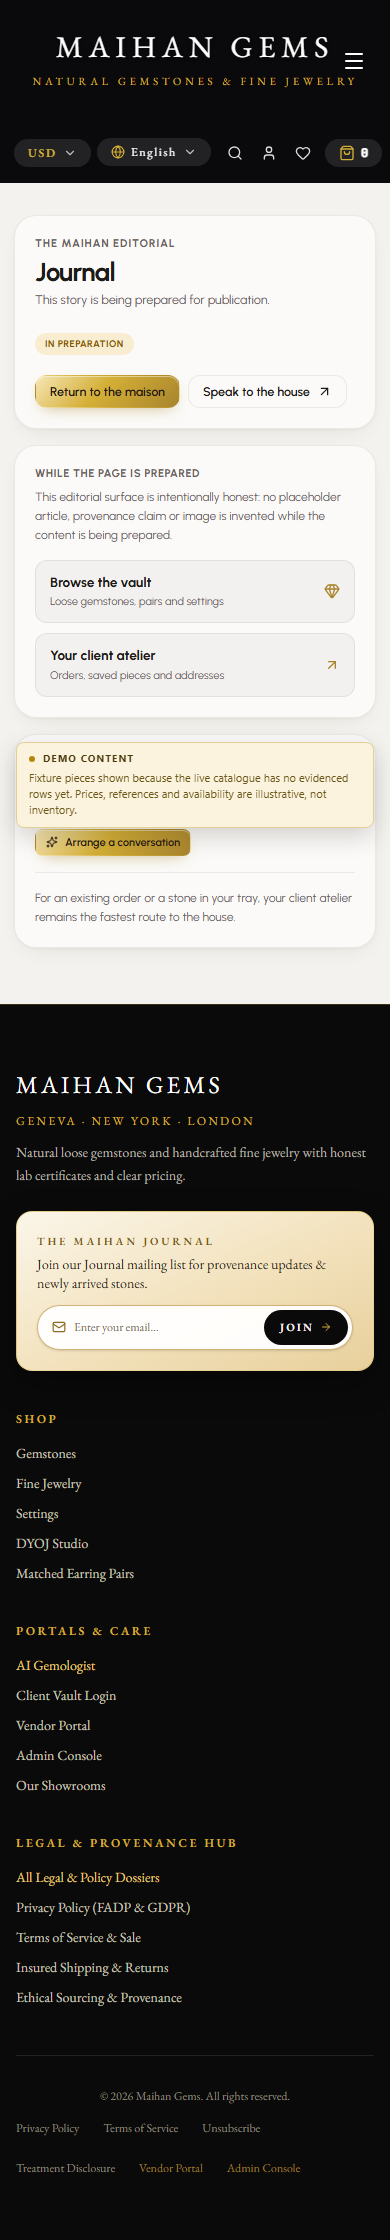 MAIHAN GEMS
NATURAL GEMSTONES & FINE JEWELRY
USD
English
THE MAIHAN EDITORIAL
Journal
This story is being prepared for publication.
IN PREPARATION
Return to the maison
Speak to the house
WHILE THE PAGE IS PREPARED
This editorial surface is intentionally honest: no placeholder
article, provenance claim or image is invented while the
content is being prepared.
Browse the vault
Loose gemstones, pairs and settings
Your client atelier
Orders, saved pieces and addresses
DEMO CONTENT
Fixture pieces shown because the live catalogue has no evidenced
rows yet. Prices, references and availability are illustrative, not
inventory.
Arrange a conversation
For an existing order or a stone in your tray, your client atelier
remains the fastest route to the house.
MAIHAN GEMS
GENEVA · NEW YORK · LONDON
Natural loose gemstones and handcrafted fine jewelry with honest
lab certificates and clear pricing.
THE MAIHAN JOURNAL
Join our Journal mailing list for provenance updates &
newly arrived stones.
Enter your email...
JOIN →
SHOP
Gemstones
Fine Jewelry
Settings
DYOJ Studio
Matched Earring Pairs
PORTALS & CARE
AI Gemologist
Client Vault Login
Vendor Portal
Admin Console
Our Showrooms
LEGAL & PROVENANCE HUB
All Legal & Policy Dossiers
Privacy Policy (FADP & GDPR)
Terms of Service & Sale
Insured Shipping & Returns
Ethical Sourcing & Provenance
© 2026 Maihan Gems. All rights reserved.
Privacy Policy Terms of Service Unsubscribe
Treatment Disclosure Vendor Portal Admin Console